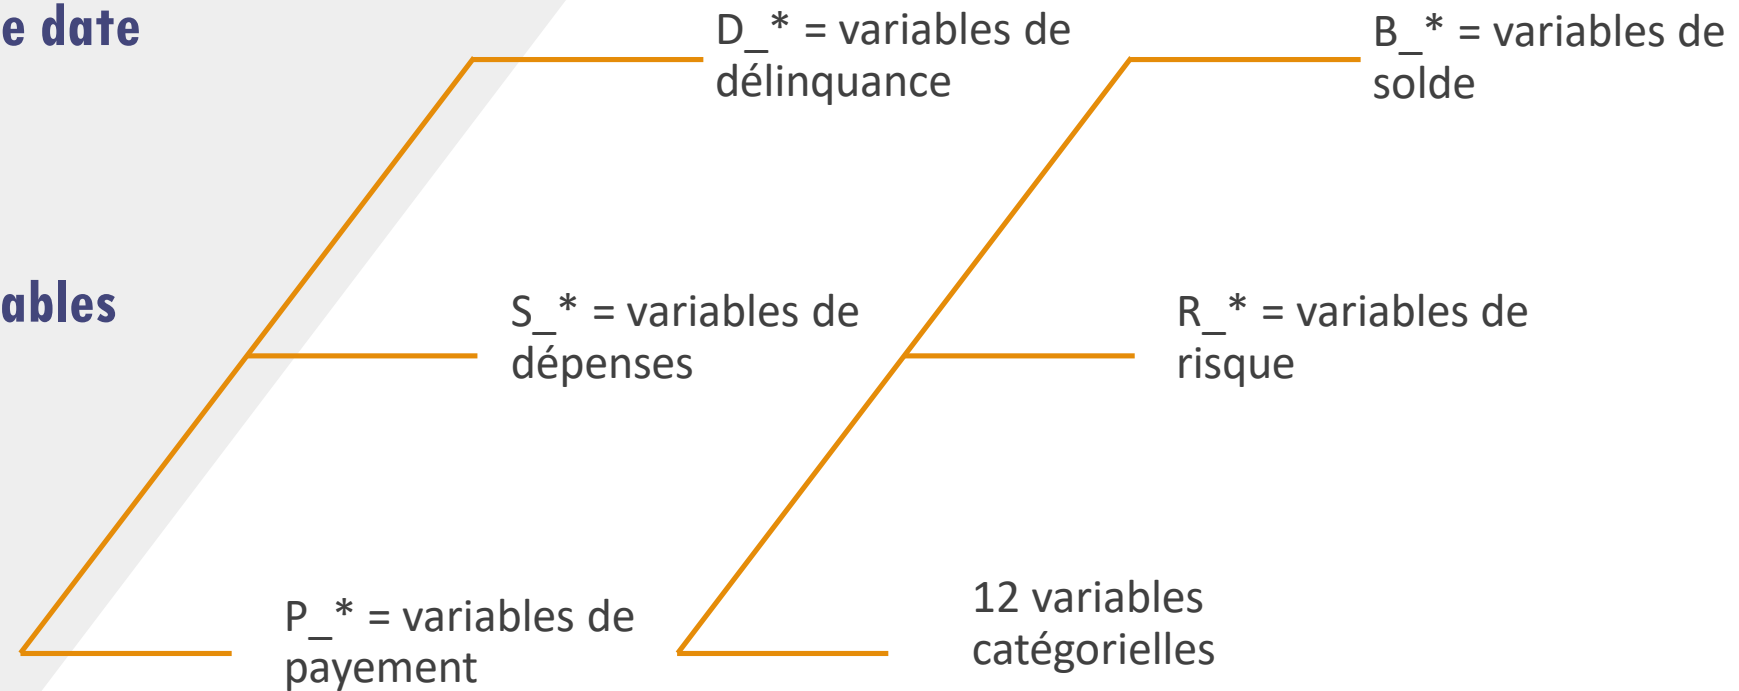 e date
D_* = variables de
délinquance
B_* = variables de
solde
ables
S_* = variables de
dépenses
R_* = variables de
risque
P_* = variables de
payement
12 variables
catégorielles